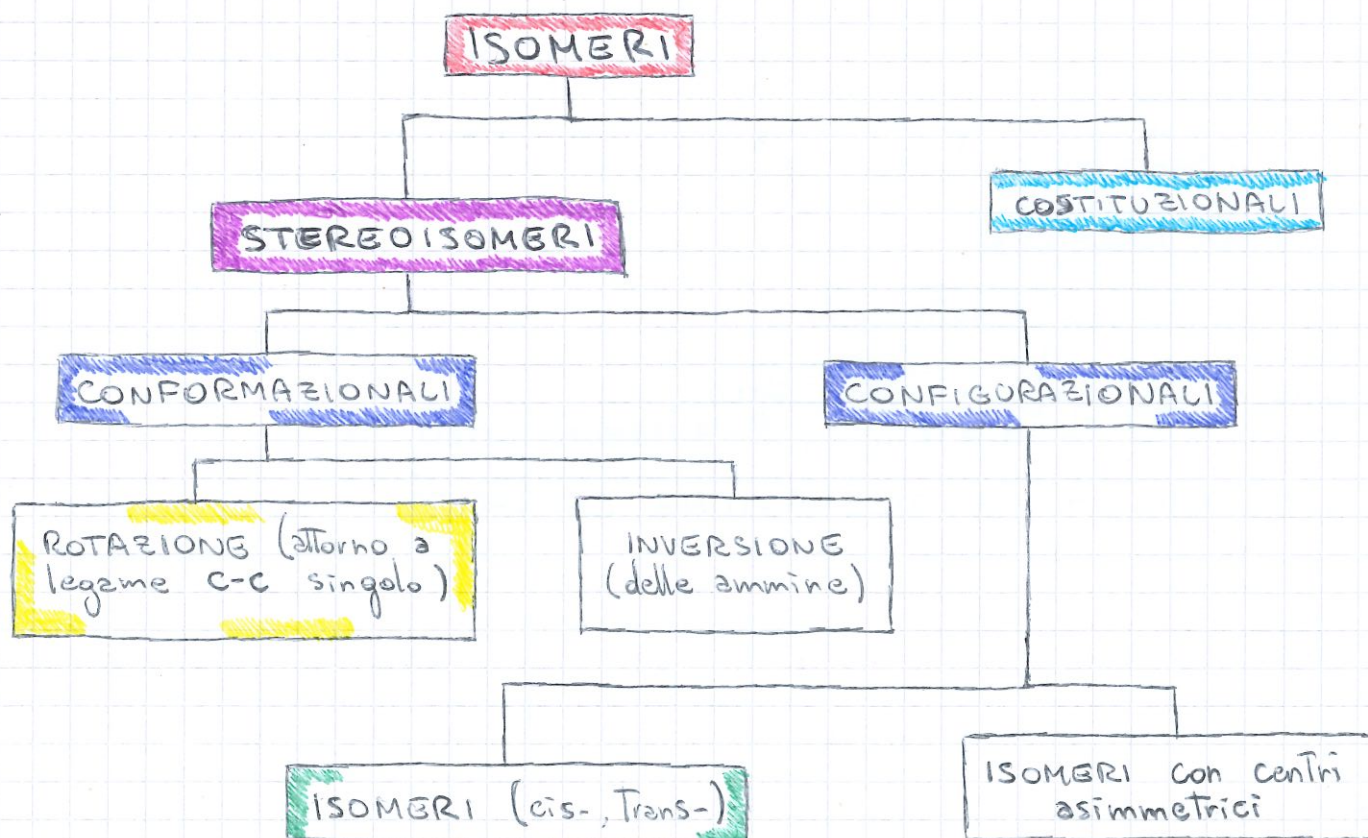 ISOMERI
COSTITUZIONALI
STEREOISOMERI
CONFORMAZIONALI
CONFIGURAZIONALI
ROTAZIONE (attorno a
legame C-C singolo)
INVERSIONE
(delle ammine)
ISOMERI (cis-, Trans-)
ISOMERI con centri
asimmetrici